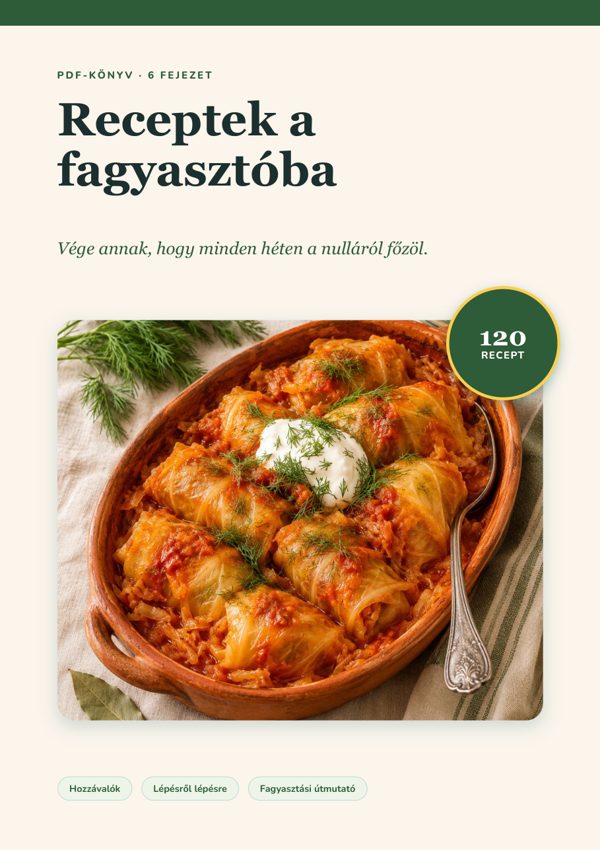 PDF-KÖNYV · 6 FEJEZET
Receptek a
fagyasztóba
Vége annak, hogy minden héten a nulláról főzöl.
120
RECEPT
Hozzávalók
Lépésről lépésre
Fagyasztási útmutató